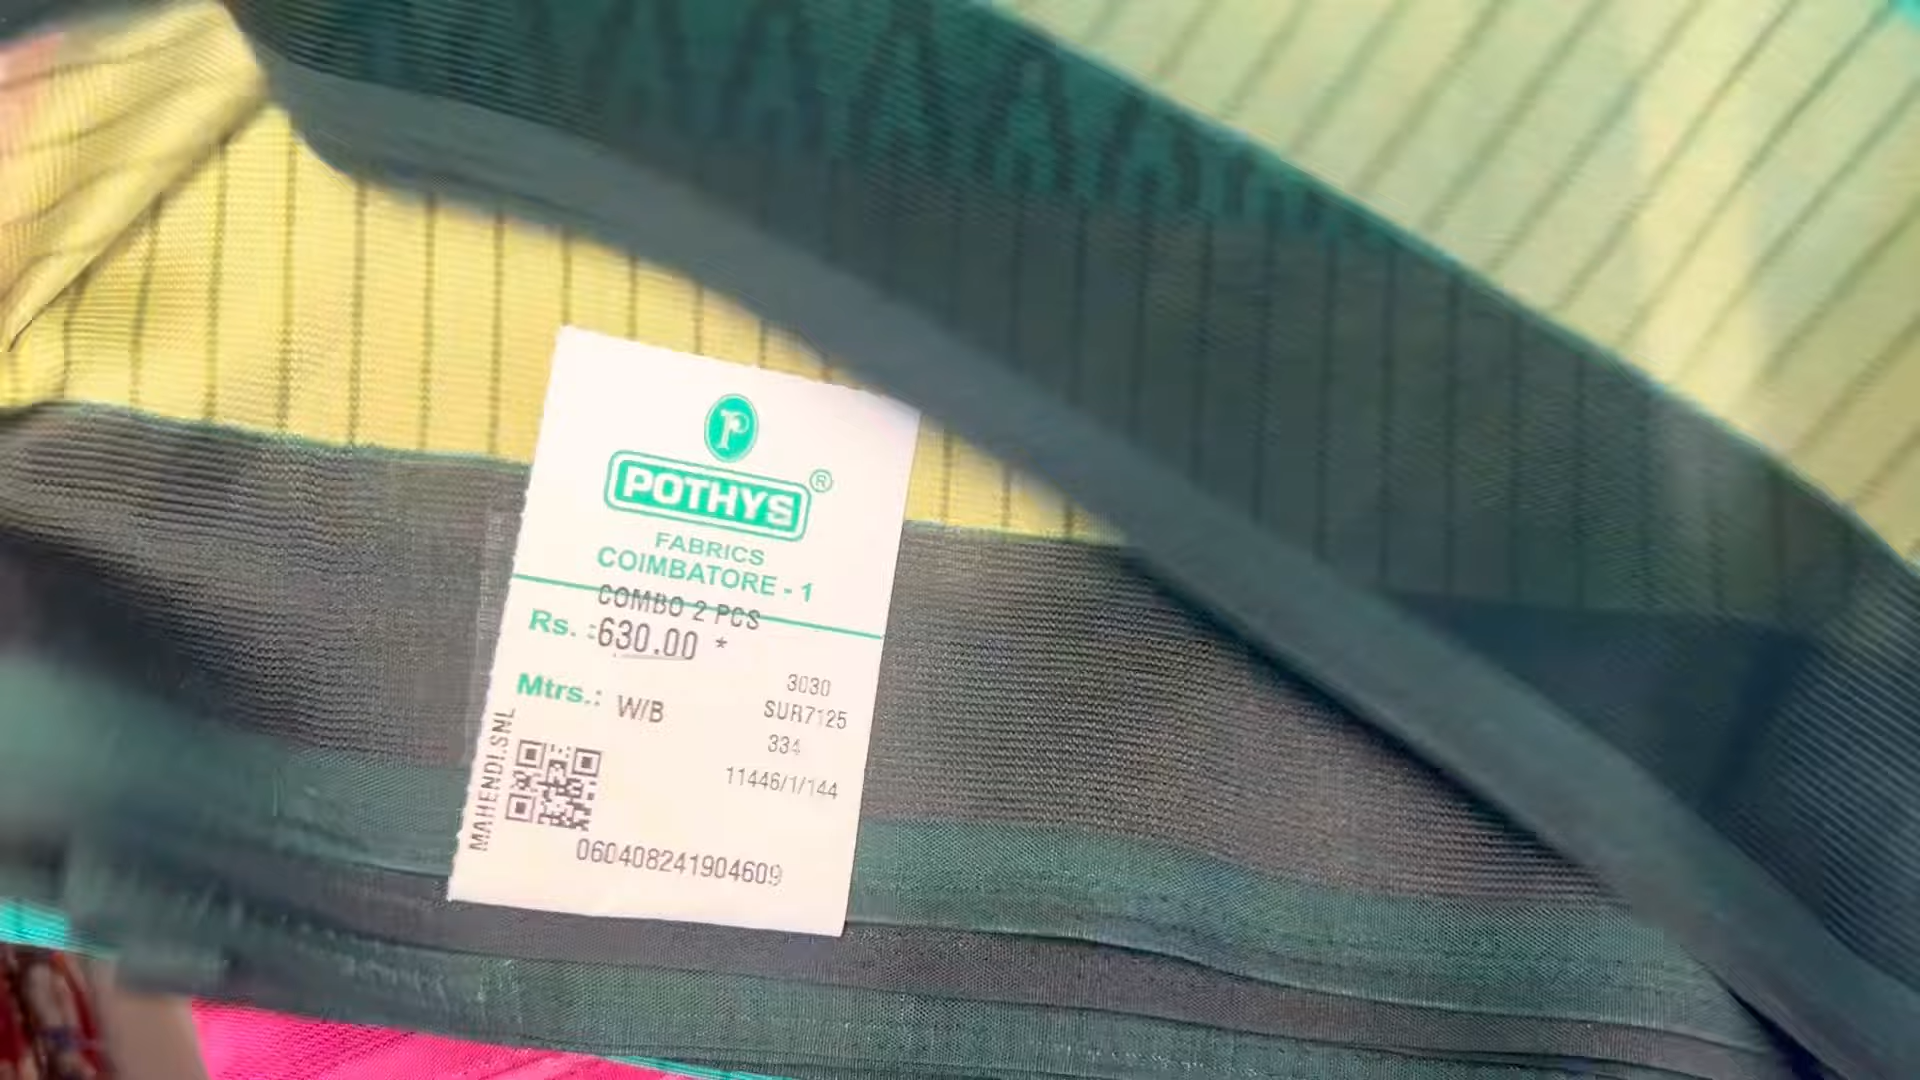 P
POTHYS®
FABRICS
COIMBATORE - 1
COMBO 2 PCS
Rs. :630.00 *
3030
Mtrs.: W/B
SUR7125
334
11446/1/144
MAHENDI.SNL
060408241904609